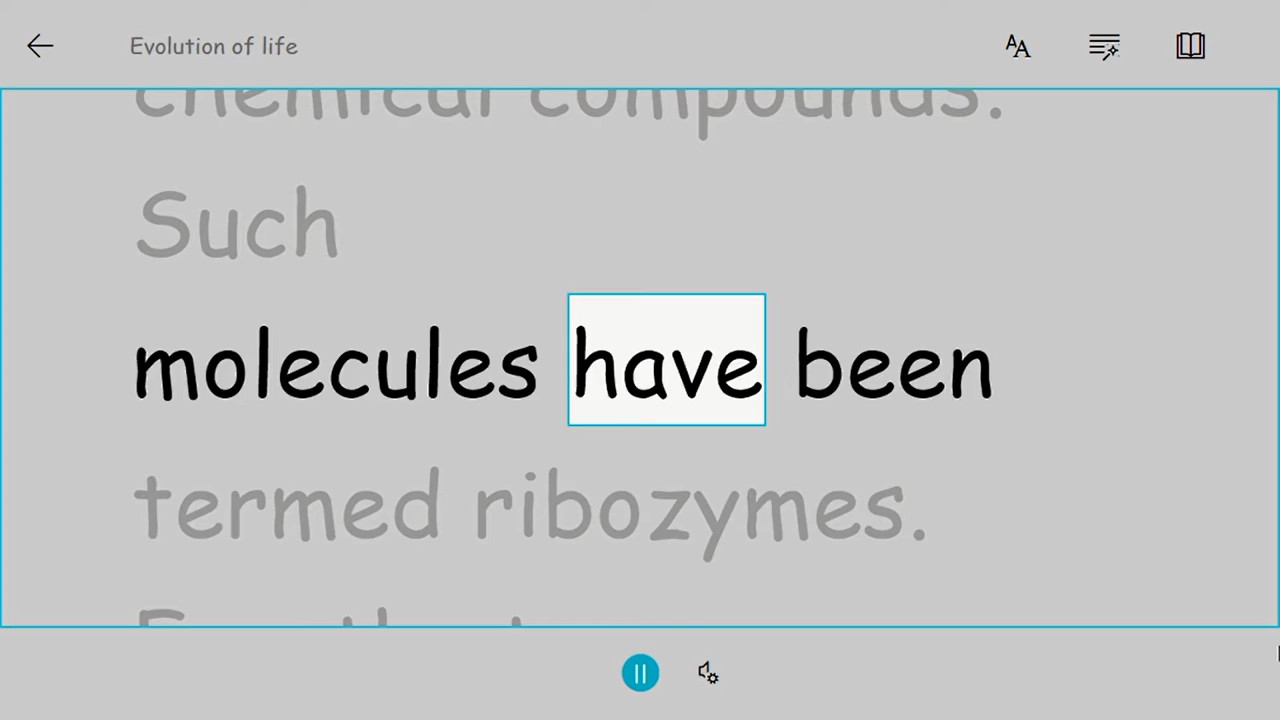 Evolution of life
chemical compounds.
Such
molecules have been
termed ribozymes.